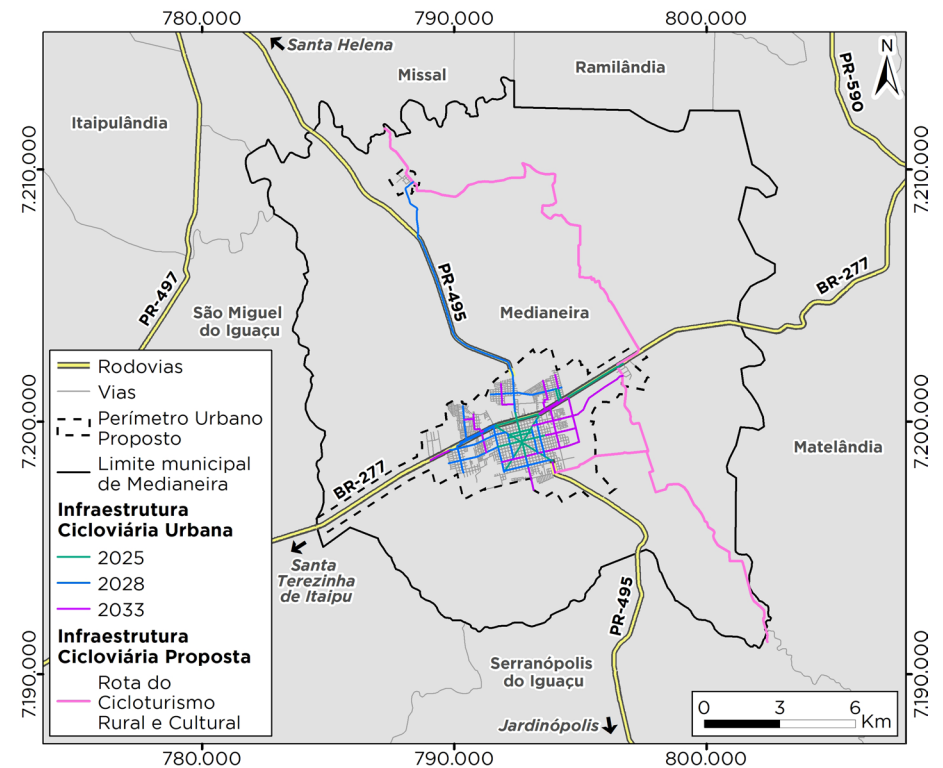 780.000
790.000
800.000
Santa Helena
Missal
Ramilândia
N
PR-590
Itaipulândia
7.210.000
7.210.000
BR-277
PR-497
PR-495
São Miguel
do Iguaçu
Medianeira
Rodovias
Vias
Perímetro Urbano
Proposto
Limite municipal
de Medianeira
Infraestrutura
Cicloviária Urbana
2025
2028
2033
Infraestrutura
Cicloviária Proposta
Rota do
Cicloturismo
Rural e Cultural
7.200.000
7.200.000
Matelândia
BR-277
Santa
Terezinha
de Itaipu
PR-495
Serranópolis
do Iguaçu
7.190.000
7.190.000
Jardinópolis
0
3
6
Km
780.000
790.000
800.000